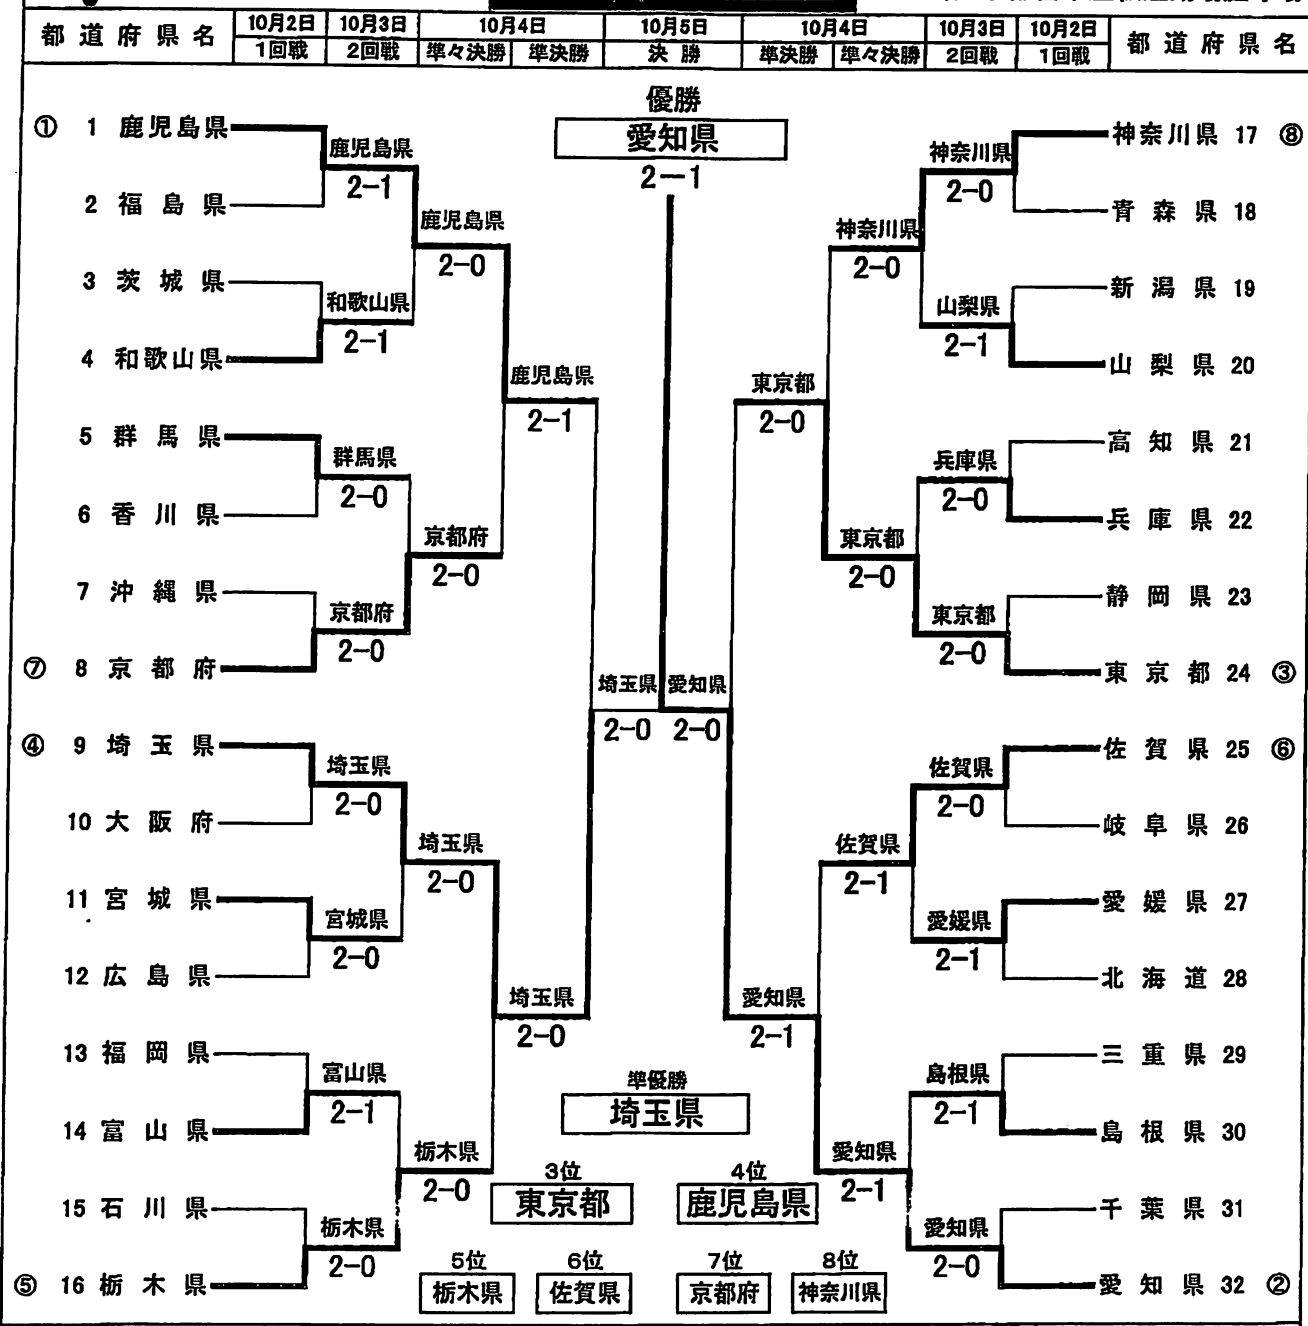 都道府県名 10月2日 10月3日 10月4日 10月5日 10月4日 10月3日 10月2日 都道府県名
1回戦 2回戦 準々決勝 準決勝 決勝 準決勝 準々決勝 2回戦 1回戦
優勝
愛知県
2-1
① 1 鹿児島県
鹿児島県
2-1
2 福島県
鹿児島県
2-0
3 茨城県
和歌山県
2-1
4 和歌山県
鹿児島県
2-1
5 群馬県
群馬県
2-0
6 香川県
京都府
2-0
7 沖縄県
京都府
2-0
⑦ 8 京都府
埼玉県 愛知県
2-0 2-0
④ 9 埼玉県
埼玉県
2-0
10 大阪府
埼玉県
2-0
11 宮城県
宮城県
2-0
12 広島県
埼玉県
2-0
13 福岡県
富山県
2-1
14 富山県
栃木県
2-0
15 石川県
栃木県
2-0
⑤ 16 栃木県
神奈川県 17 ⑧
神奈川県
2-0
青森県 18
神奈川県
2-0
新潟県 19
山梨県
2-1
山梨県 20
東京都
2-0
高知県 21
兵庫県
2-0
兵庫県 22
東京都
2-0
静岡県 23
東京都
2-0
東京都 24 ③
佐賀県 25 ⑥
佐賀県
2-0
岐阜県 26
佐賀県
2-1
愛媛県 27
愛媛県
2-1
北海道 28
愛知県
2-1
三重県 29
島根県
2-1
島根県 30
愛知県
2-1
千葉県 31
愛知県
2-0
愛知県 32 ②
準優勝
埼玉県
3位 4位
東京都 鹿児島県
5位 6位 7位 8位
栃木県 佐賀県 京都府 神奈川県